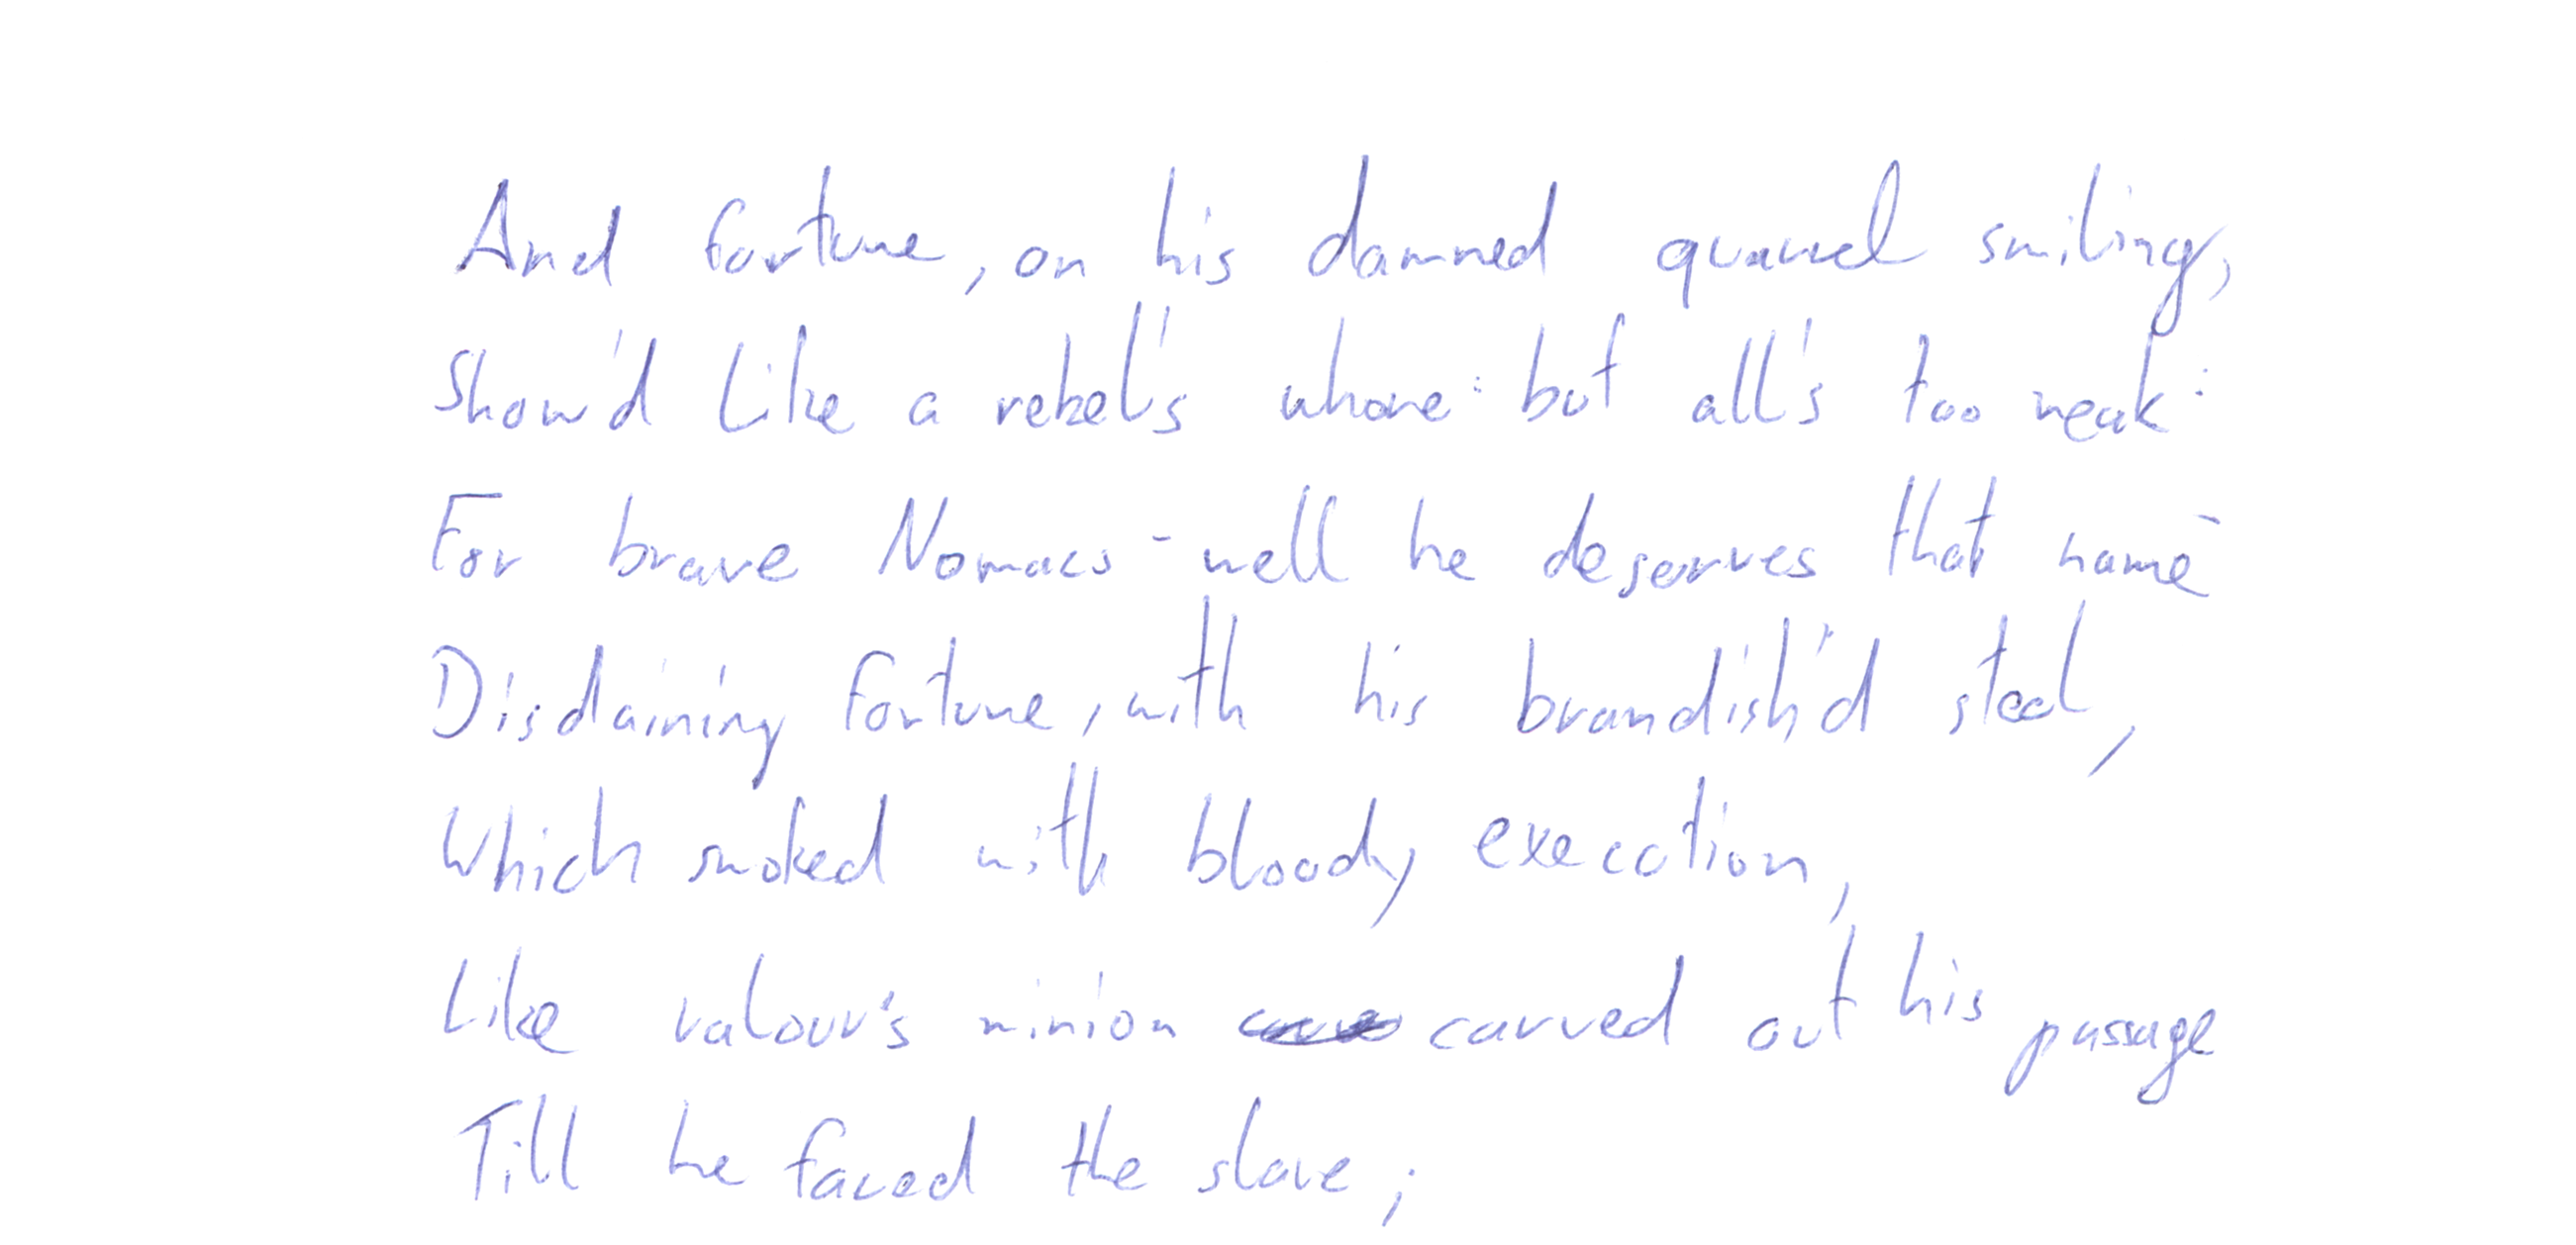 And fortune, on his damned quarrel smiling,
Show'd like a rebel's whore: but all's too weak:
For brave Nomacs - well he deserves that name -
Disdaining fortune, with his brandish'd steel,
Which smoked with bloody execution,
Like valour's minion carved out his passage
Till he faced the slave;